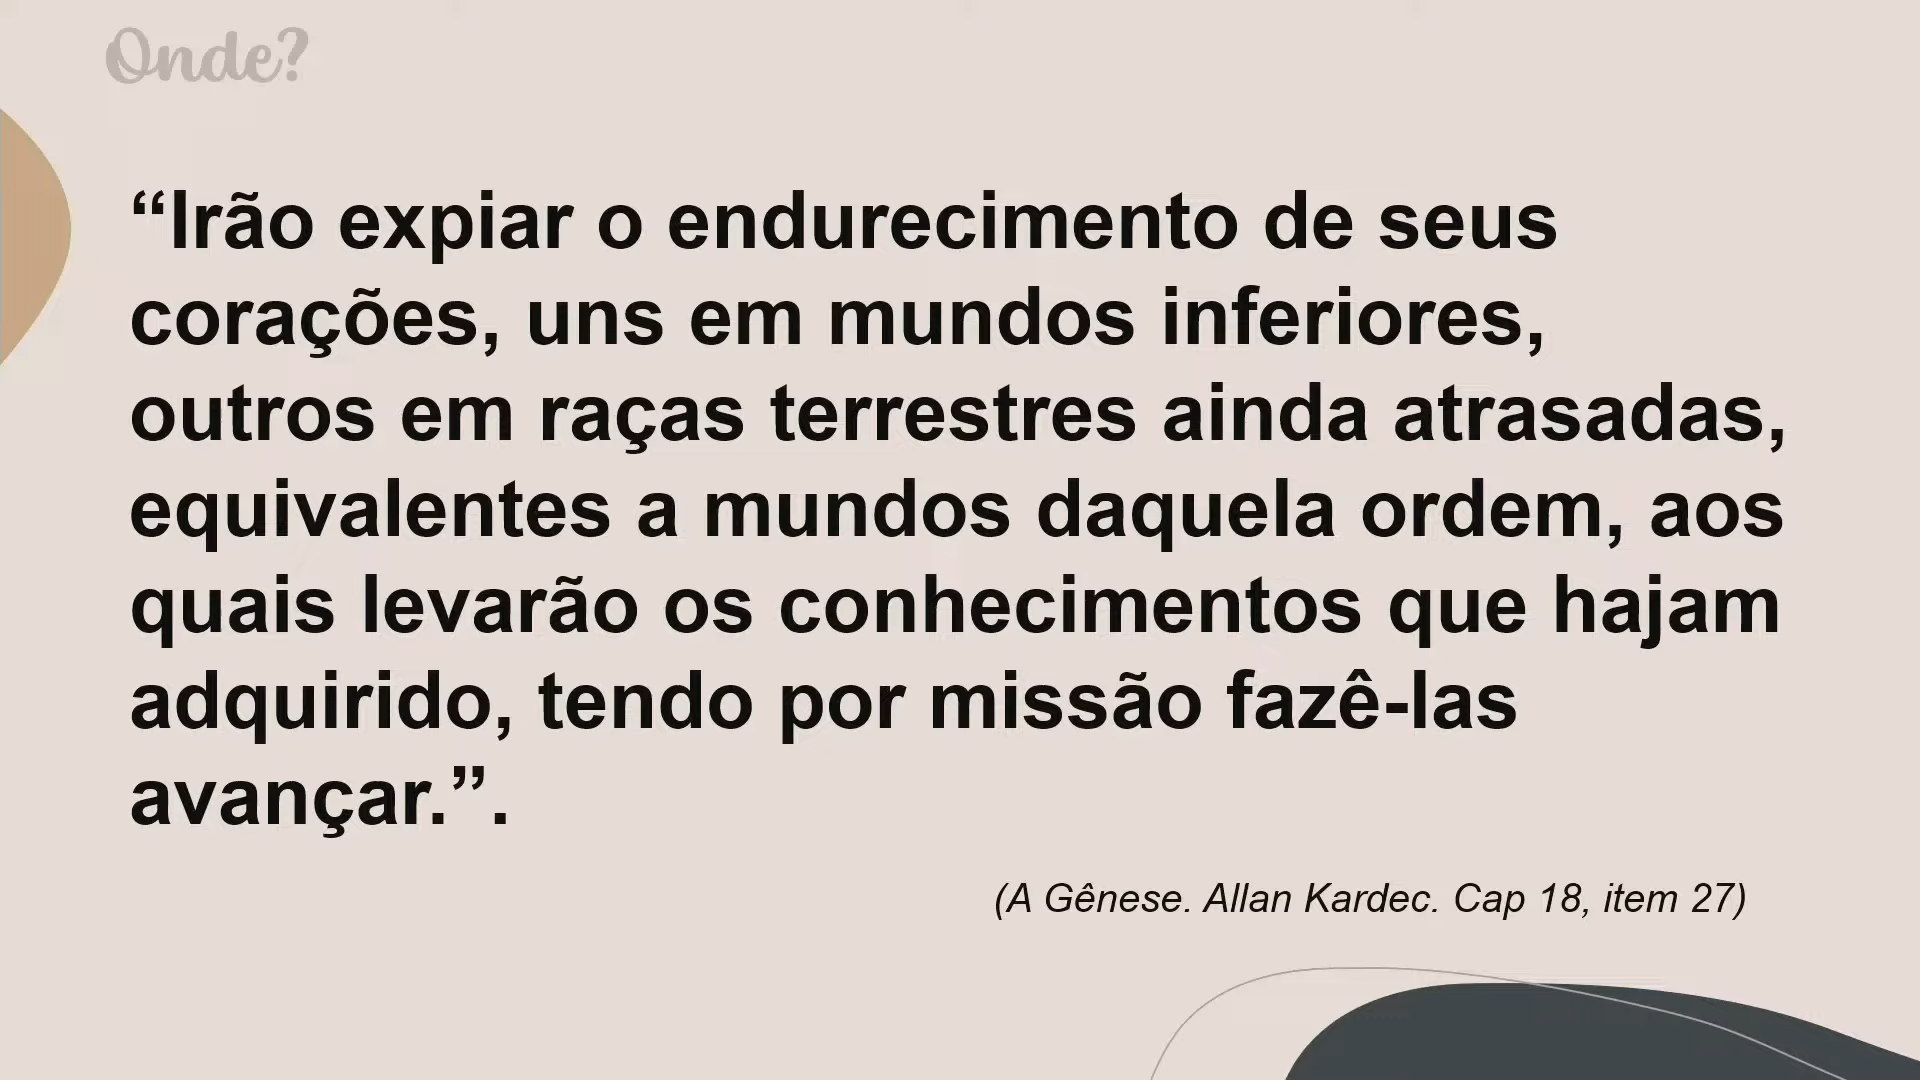 Onde?
“Irão expiar o endurecimento de seus
corações, uns em mundos inferiores,
outros em raças terrestres ainda atrasadas,
equivalentes a mundos daquela ordem, aos
quais levarão os conhecimentos que hajam
adquirido, tendo por missão fazê-las
avançar.”.
(A Gênese. Allan Kardec. Cap 18, item 27)